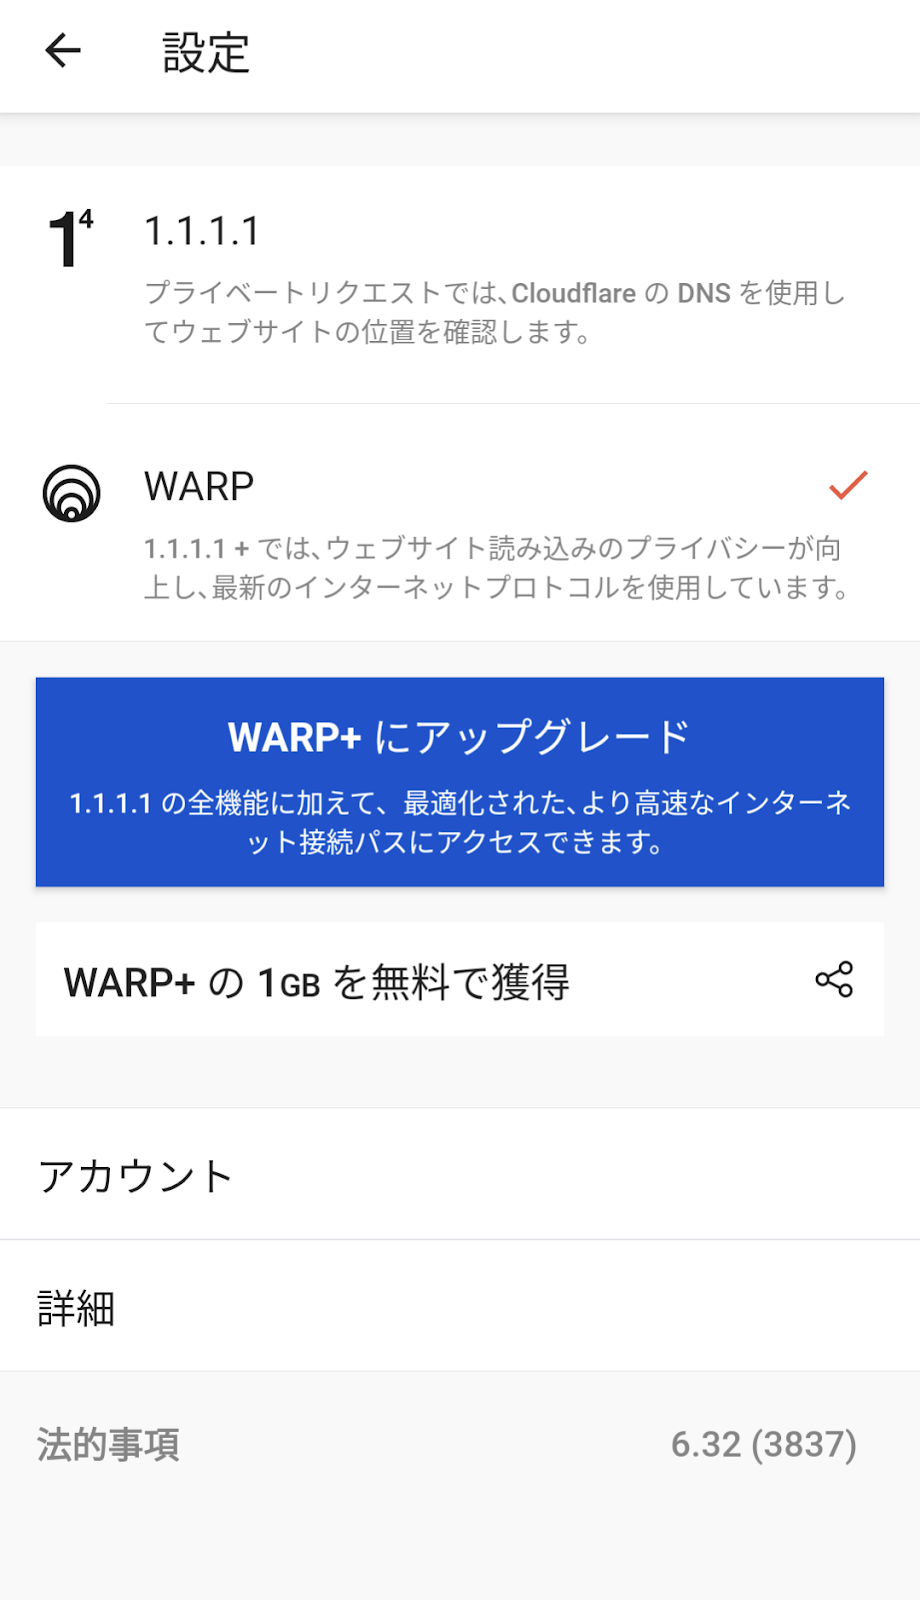 設定
1⁴
1.1.1.1
プライベートリクエストでは、Cloudflare の DNS を使用し
てウェブサイトの位置を確認します。
WARP
1.1.1.1 + では、ウェブサイト読み込みのプライバシーが向
上し、最新のインターネットプロトコルを使用しています。
WARP+ にアップグレード
1.1.1.1 の全機能に加えて、最適化された、より高速なインターネ
ット接続パスにアクセスできます。
WARP+ の 1GB を無料で獲得
アカウント
詳細
法的事項
6.32 (3837)